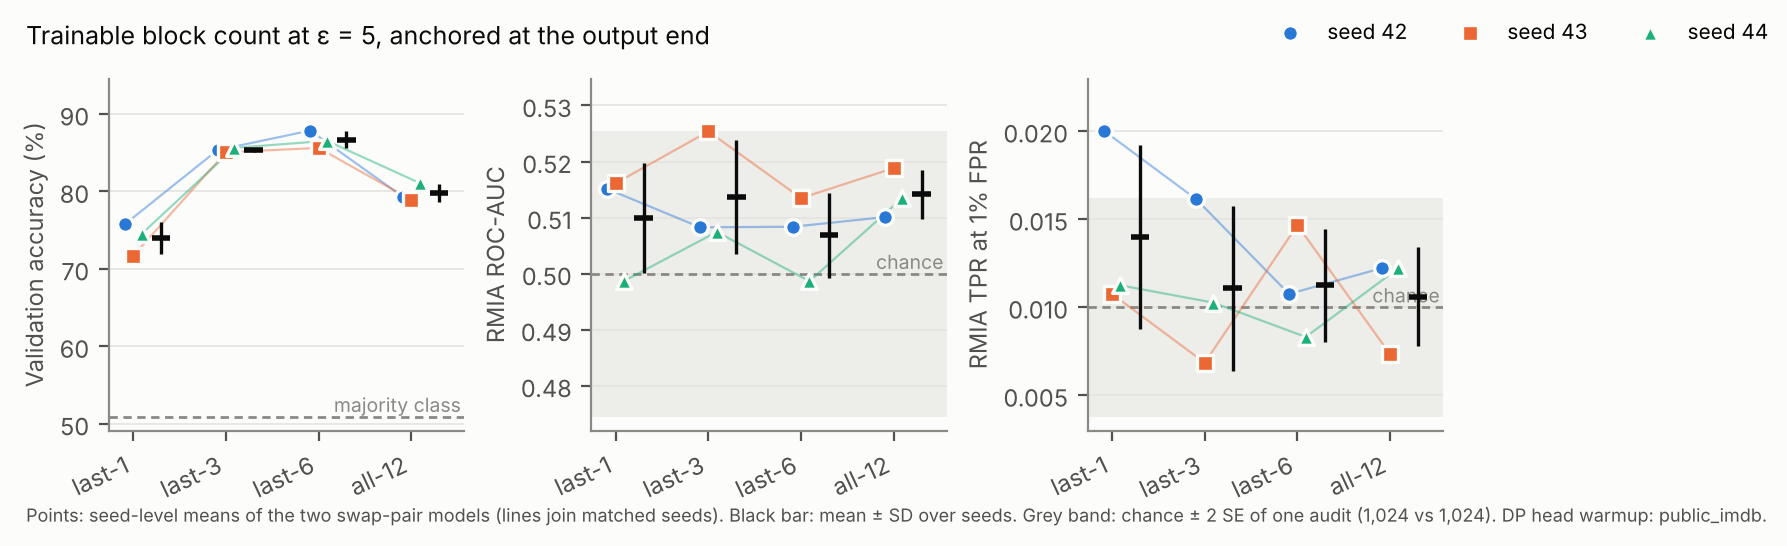 Trainable block count at ε = 5, anchored at the output end
seed 42
seed 43
seed 44
Validation accuracy (%)
90
80
70
60
50
majority class
last-1
last-3
last-6
all-12
RMIA ROC-AUC
0.53
0.52
0.51
0.50
0.49
0.48
chance
last-1
last-3
last-6
all-12
RMIA TPR at 1% FPR
0.020
0.015
0.010
0.005
chance
last-1
last-3
last-6
all-12
Points: seed-level means of the two swap-pair models (lines join matched seeds). Black bar: mean ± SD over seeds. Grey band: chance ± 2 SE of one audit (1,024 vs 1,024). DP head warmup: public_imdb.